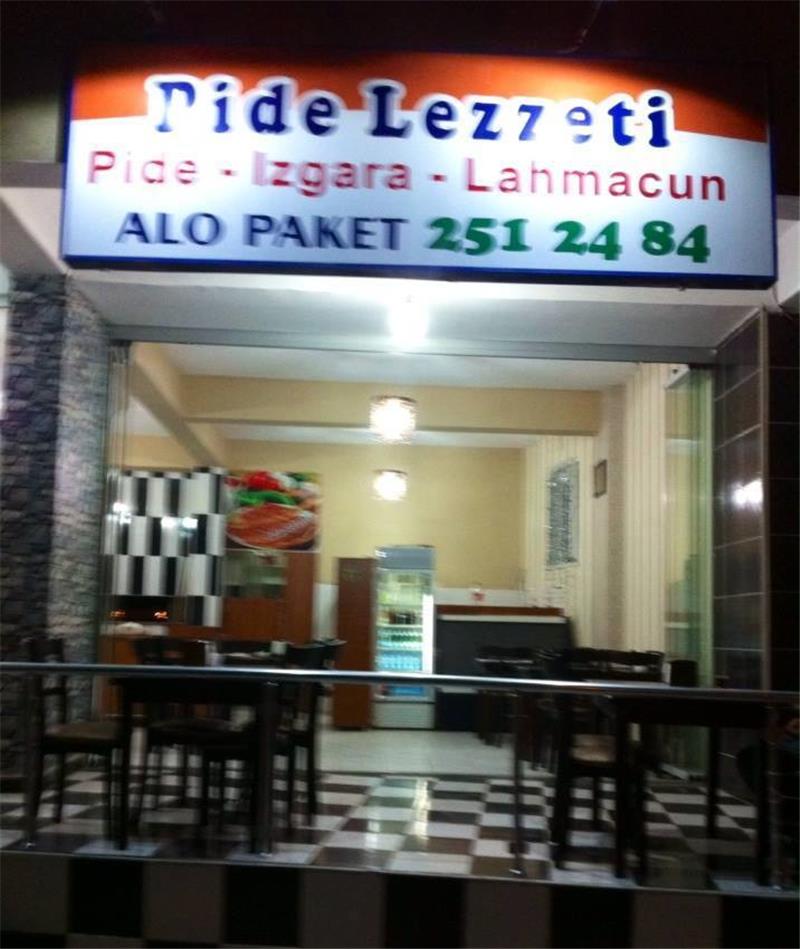 Pide Lezzeti
Pide - Izgara - Lahmacun
ALO PAKET 251 24 84